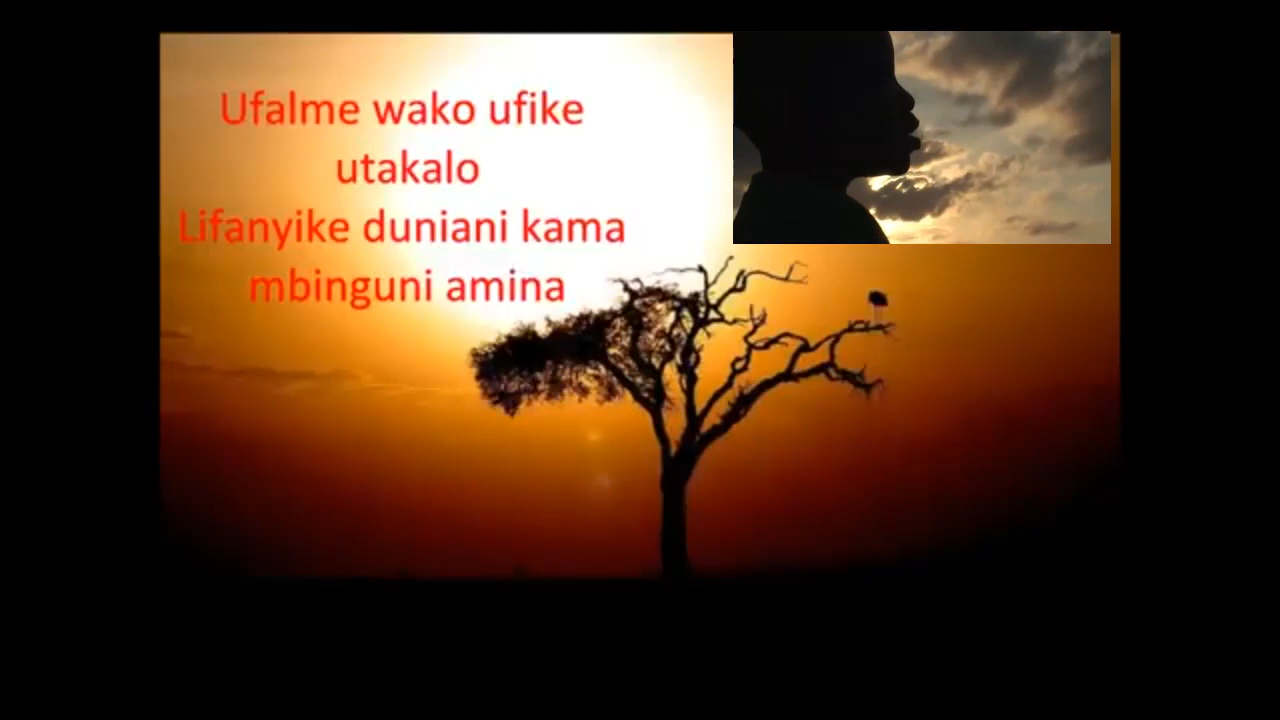 Ufalme wako ufike
utakalo
Lifanyike duniani kama
mbinguni amina